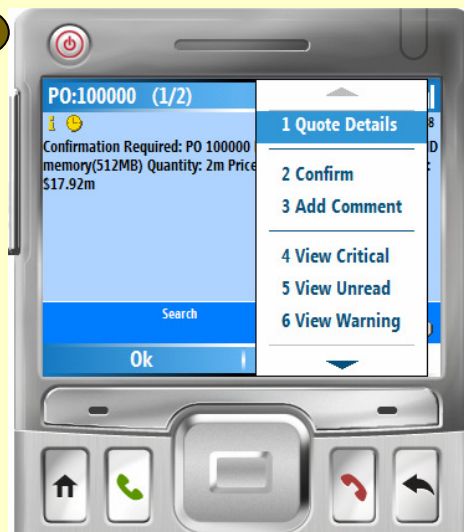 PO:100000 (1/2)
8
Confirmation Required: PO 100000
D
memory(512MB) Quantity: 2m Price
:
$17.92m
1 Quote Details
2 Confirm
3 Add Comment
4 View Critical
5 View Unread
6 View Warning
Search
Ok